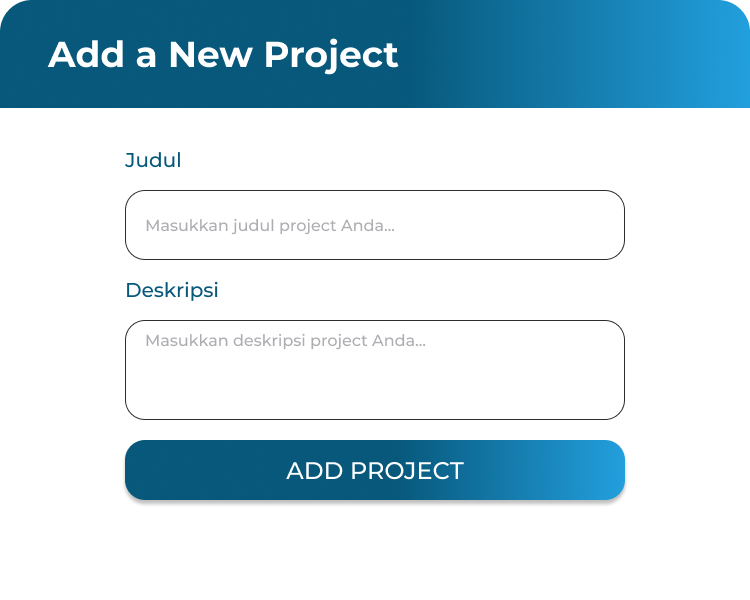 Add a New Project
Judul
Masukkan judul project Anda...
Deskripsi
Masukkan deskripsi project Anda...
ADD PROJECT